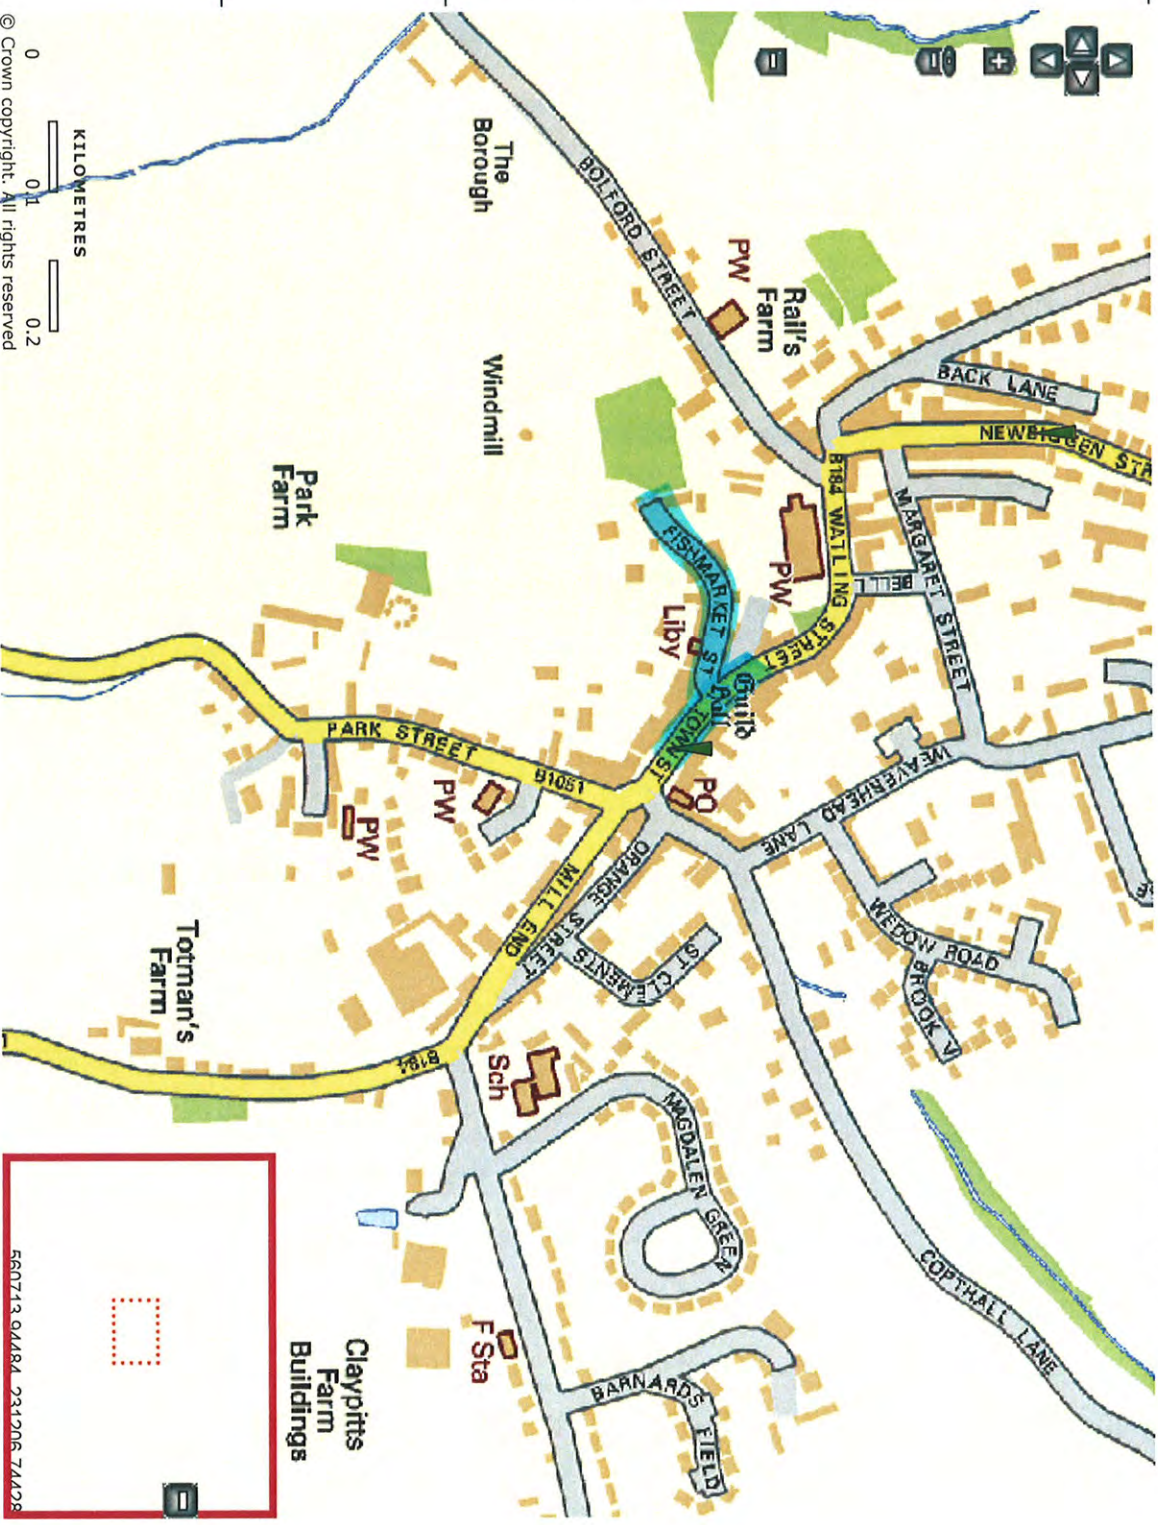 BOLFORD STREET
The
Borough
PW
Rail's
Farm
BACK LANE
NEWBIGGEN STR
MARGARET STREET
BELL L
B184 WATLING STREET
PW
Windmill
FISHMARKET ST
Liby
Guild
Hall
TOWN ST
Park
Farm
PARK STREET
B1051
PO
PW
PW
WEAVERHEAD LANE
WEDOW ROAD
BROOK V
ORANGE STREET
MILL END
ST CLEMENTS
Totman's
Farm
B184
Sch
MAGDALEN GREEN
COPTHALL LANE
F Sta
BARNARDS FIELD
Claypitts
Farm
Buildings
KILOMETRES
0 0.1 0.2
© Crown copyright. All rights reserved